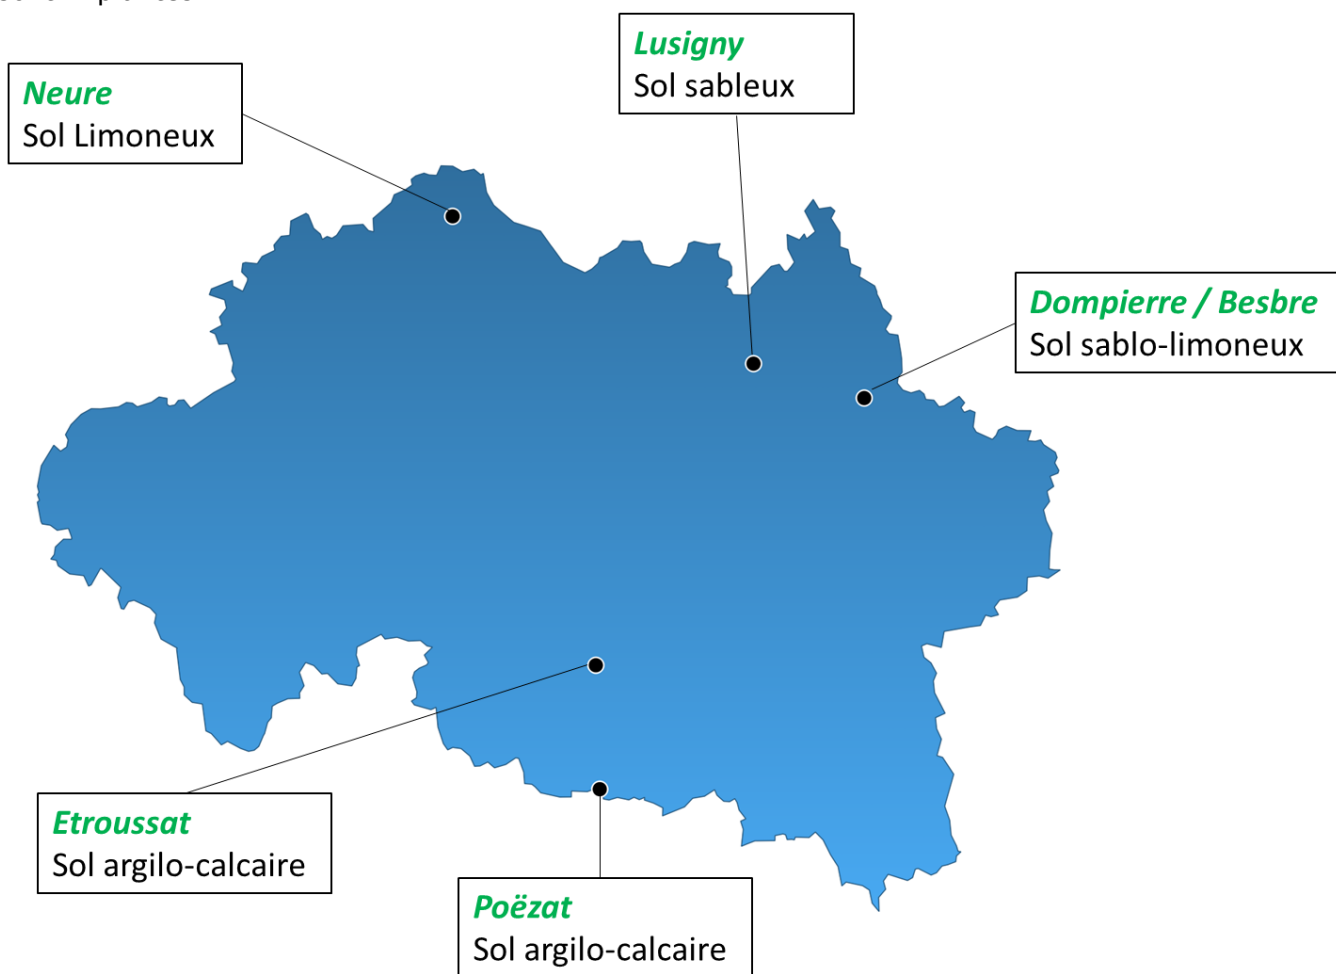 Lusigny
Sol sableux
Neure
Sol Limoneux
Dompierre / Besbre
Sol sablo-limoneux
Etroussat
Sol argilo-calcaire
Poëzat
Sol argilo-calcaire